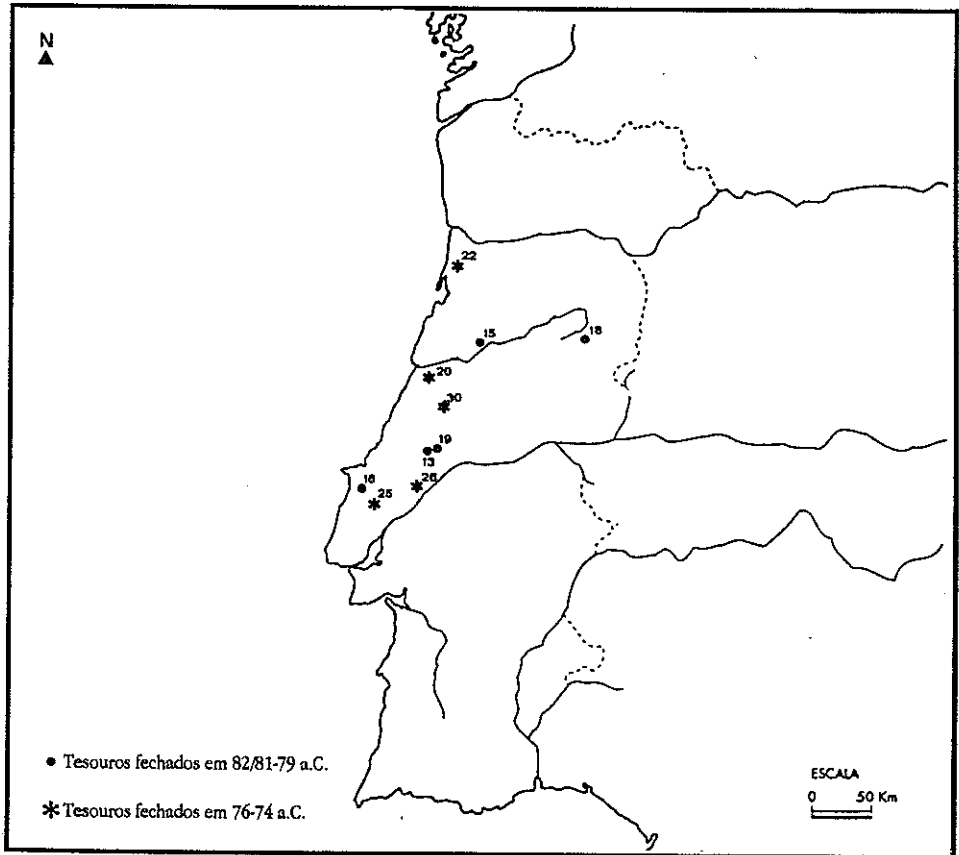 N
22
15
18
20
30
19
13
16
25
26
• Tesouros fechados em 82/81-79 a.C.
* Tesouros fechados em 76-74 a.C.
ESCALA
0 50 Km